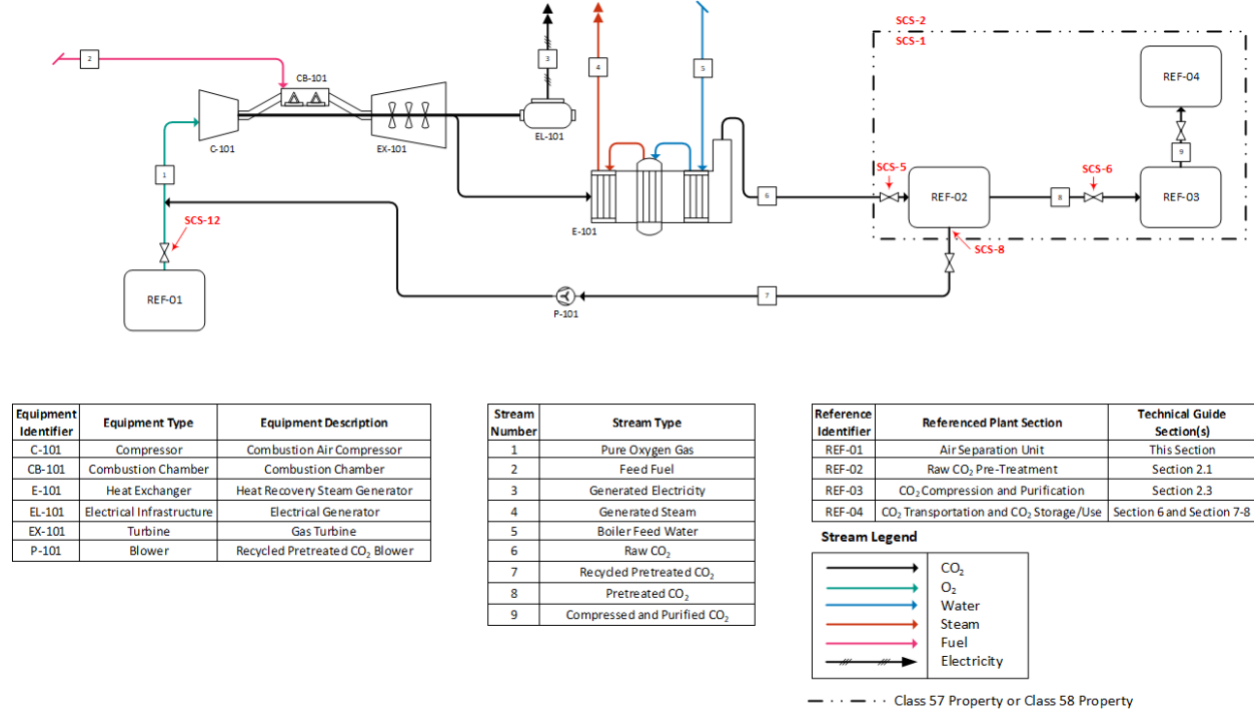 SCS-2
SCS-1
2
3
4
5
CB-101
REF-04
C-101
EX-101
EL-101
9
SCS-5
SCS-6
1
6
REF-02
8
REF-03
E-101
SCS-12
SCS-8
REF-01
7
P-101
Equipment Identifier Equipment Type Equipment Description
C-101 Compressor Combustion Air Compressor
CB-101 Combustion Chamber Combustion Chamber
E-101 Heat Exchanger Heat Recovery Steam Generator
EL-101 Electrical Infrastructure Electrical Generator
EX-101 Turbine Gas Turbine
P-101 Blower Recycled Pretreated CO₂ Blower
Stream Number Stream Type
1 Pure Oxygen Gas
2 Feed Fuel
3 Generated Electricity
4 Generated Steam
5 Boiler Feed Water
6 Raw CO₂
7 Recycled Pretreated CO₂
8 Pretreated CO₂
9 Compressed and Purified CO₂
Reference Identifier Referenced Plant Section Technical Guide Section(s)
REF-01 Air Separation Unit This Section
REF-02 Raw CO₂ Pre-Treatment Section 2.1
REF-03 CO₂ Compression and Purification Section 2.3
REF-04 CO₂ Transportation and CO₂ Storage/Use Section 6 and Section 7-8
Stream Legend
CO₂
O₂
Water
Steam
Fuel
Electricity
Class 57 Property or Class 58 Property